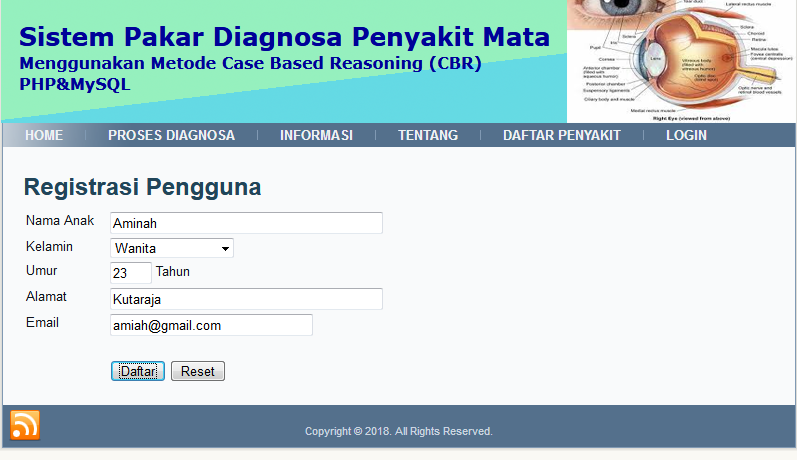 Sistem Pakar Diagnosa Penyakit Mata
Menggunakan Metode Case Based Reasoning (CBR)
PHP&MySQL
Lateral rectus muscle
Sclera
Choroid
Retina
Macula lutea
Fovea centralis
(central depression)
Optic disc
(blind spot)
Optic nerve and
retinal blood vessels
Medial rectus muscle
Pupil
Iris
Sclera
Cornea
Lens
Vitreous body
(filled with
vitreous humor)
Anterior chamber
(filled with
aqueous humor)
Posterior chamber
Suspensory ligaments
Ciliary body and muscle
Right Eye (viewed from above)
HOME
PROSES DIAGNOSA
INFORMASI
TENTANG
DAFTAR PENYAKIT
LOGIN
Registrasi Pengguna
Nama Anak Aminah
Kelamin Wanita
Umur 23 Tahun
Alamat Kutaraja
Email amiah@gmail.com
Daftar Reset
Copyright © 2018. All Rights Reserved.